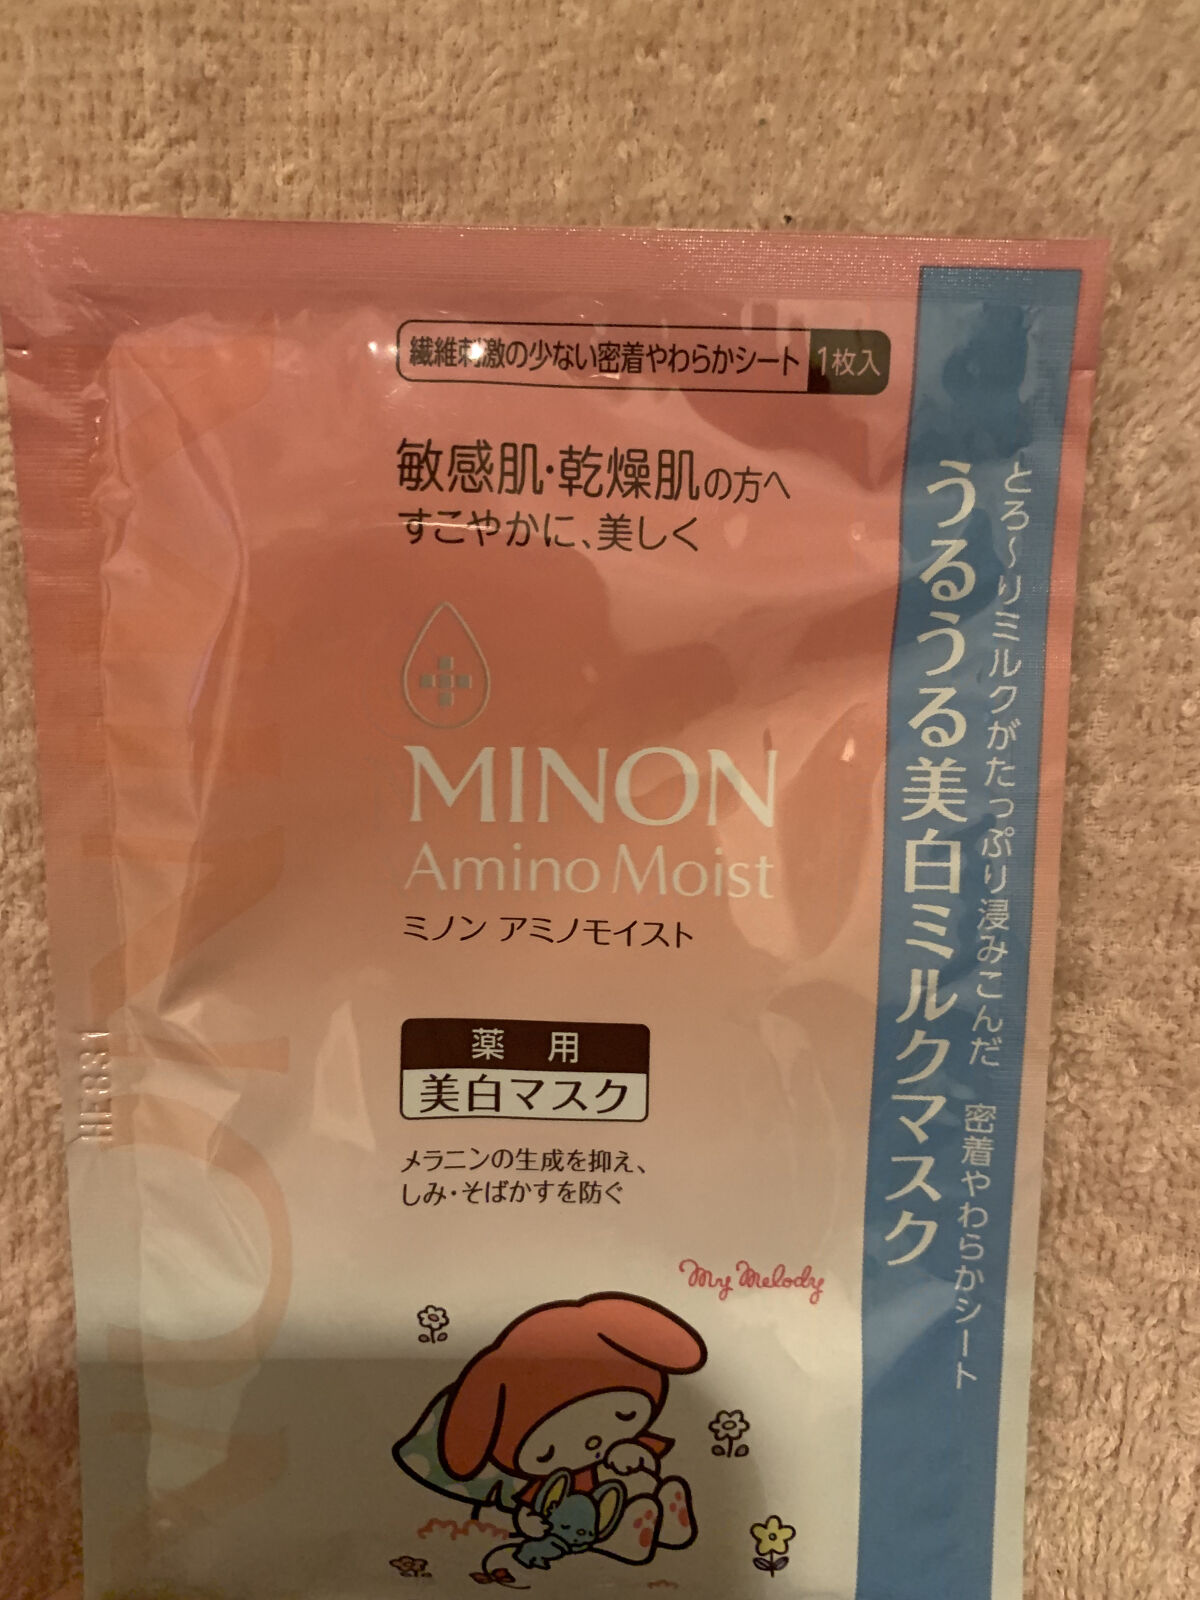 繊維刺激の少ない密着やわらかシート 1枚入
敏感肌・乾燥肌の方へ
すこやかに、美しく
MINON
Amino Moist
ミノン アミノモイスト
薬用
美白マスク
メラニンの生成を抑え、
しみ・そばかすを防ぐ
My Melody
とろ〜りミルクがたっぷり浸みこんだ 密着やわらかシート
うるうる美白ミルクマスク